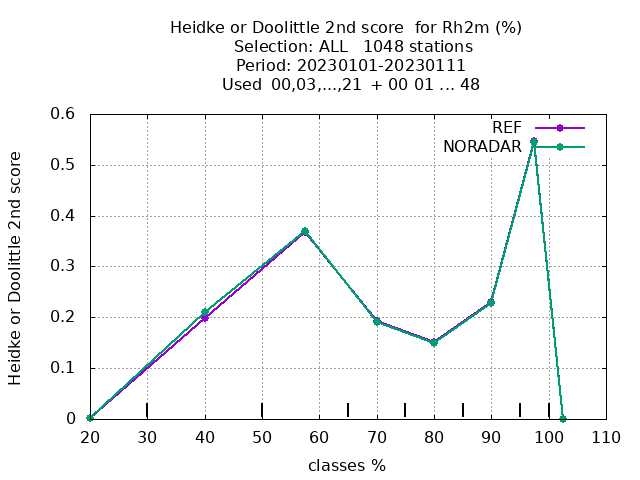 Heidke or Doolittle 2nd score  for Rh2m (%)
Selection: ALL   1048 stations
Period: 20230101-20230111
Used  00,03,...,21  + 00 01 ... 48
REF
NORADAR
Heidke or Doolittle 2nd score
0.6
0.5
0.4
0.3
0.2
0.1
0
20 30 40 50 60 70 80 90 100 110
classes %